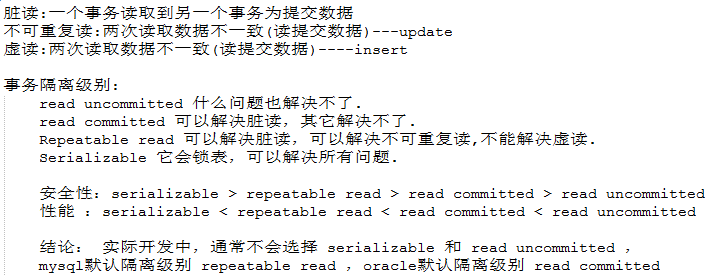 脏读:一个事务读取到另一个事务为提交数据
不可重复读:两次读取数据不一致(读提交数据)---update
虚读:两次读取数据不一致(读提交数据)----insert
事务隔离级别:
read uncommitted 什么问题也解决不了.
read committed 可以解决脏读，其它解决不了.
Repeatable read 可以解决脏读，可以解决不可重复读,不能解决虚读.
Serializable 它会锁表，可以解决所有问题.
安全性：serializable > repeatable read > read committed > read uncommitted
性能 ：serializable < repeatable read < read committed < read uncommitted
结论： 实际开发中，通常不会选择 serializable 和 read uncommitted ，
mysql默认隔离级别 repeatable read ，oracle默认隔离级别 read committed